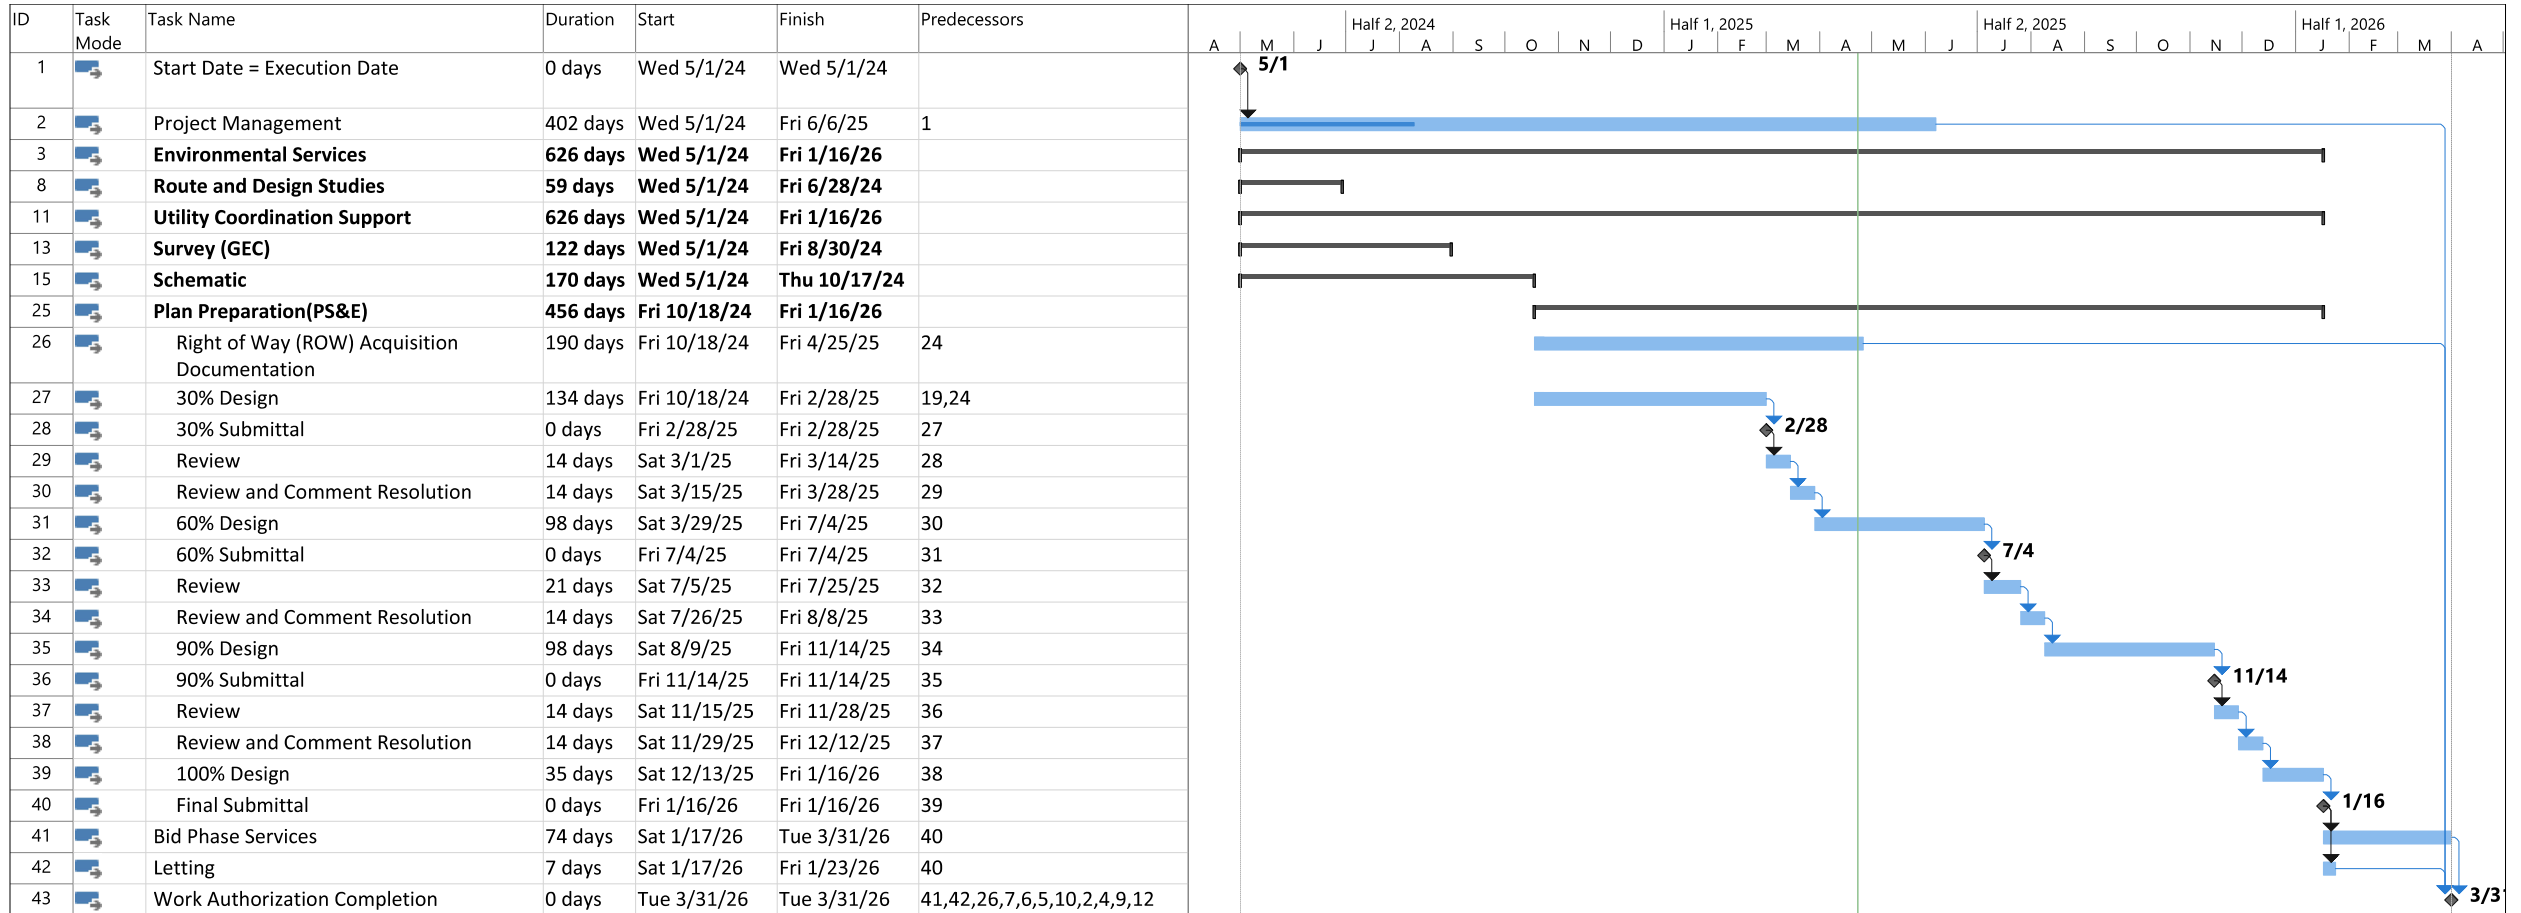 ID Task Mode Task Name Duration Start Finish Predecessors
Half 2, 2024 Half 1, 2025 Half 2, 2025 Half 1, 2026
A M J J A S O N D J F M A M J J A S O N D J F M A
1 Start Date = Execution Date 0 days Wed 5/1/24 Wed 5/1/24 5/1
2 Project Management 402 days Wed 5/1/24 Fri 6/6/25 1
3 Environmental Services 626 days Wed 5/1/24 Fri 1/16/26
8 Route and Design Studies 59 days Wed 5/1/24 Fri 6/28/24
11 Utility Coordination Support 626 days Wed 5/1/24 Fri 1/16/26
13 Survey (GEC) 122 days Wed 5/1/24 Fri 8/30/24
15 Schematic 170 days Wed 5/1/24 Thu 10/17/24
25 Plan Preparation(PS&E) 456 days Fri 10/18/24 Fri 1/16/26
26 Right of Way (ROW) Acquisition Documentation 190 days Fri 10/18/24 Fri 4/25/25 24
27 30% Design 134 days Fri 10/18/24 Fri 2/28/25 19,24
28 30% Submittal 0 days Fri 2/28/25 Fri 2/28/25 27 2/28
29 Review 14 days Sat 3/1/25 Fri 3/14/25 28
30 Review and Comment Resolution 14 days Sat 3/15/25 Fri 3/28/25 29
31 60% Design 98 days Sat 3/29/25 Fri 7/4/25 30
32 60% Submittal 0 days Fri 7/4/25 Fri 7/4/25 31 7/4
33 Review 21 days Sat 7/5/25 Fri 7/25/25 32
34 Review and Comment Resolution 14 days Sat 7/26/25 Fri 8/8/25 33
35 90% Design 98 days Sat 8/9/25 Fri 11/14/25 34
36 90% Submittal 0 days Fri 11/14/25 Fri 11/14/25 35 11/14
37 Review 14 days Sat 11/15/25 Fri 11/28/25 36
38 Review and Comment Resolution 14 days Sat 11/29/25 Fri 12/12/25 37
39 100% Design 35 days Sat 12/13/25 Fri 1/16/26 38
40 Final Submittal 0 days Fri 1/16/26 Fri 1/16/26 39 1/16
41 Bid Phase Services 74 days Sat 1/17/26 Tue 3/31/26 40
42 Letting 7 days Sat 1/17/26 Fri 1/23/26 40
43 Work Authorization Completion 0 days Tue 3/31/26 Tue 3/31/26 41,42,26,7,6,5,10,2,4,9,12